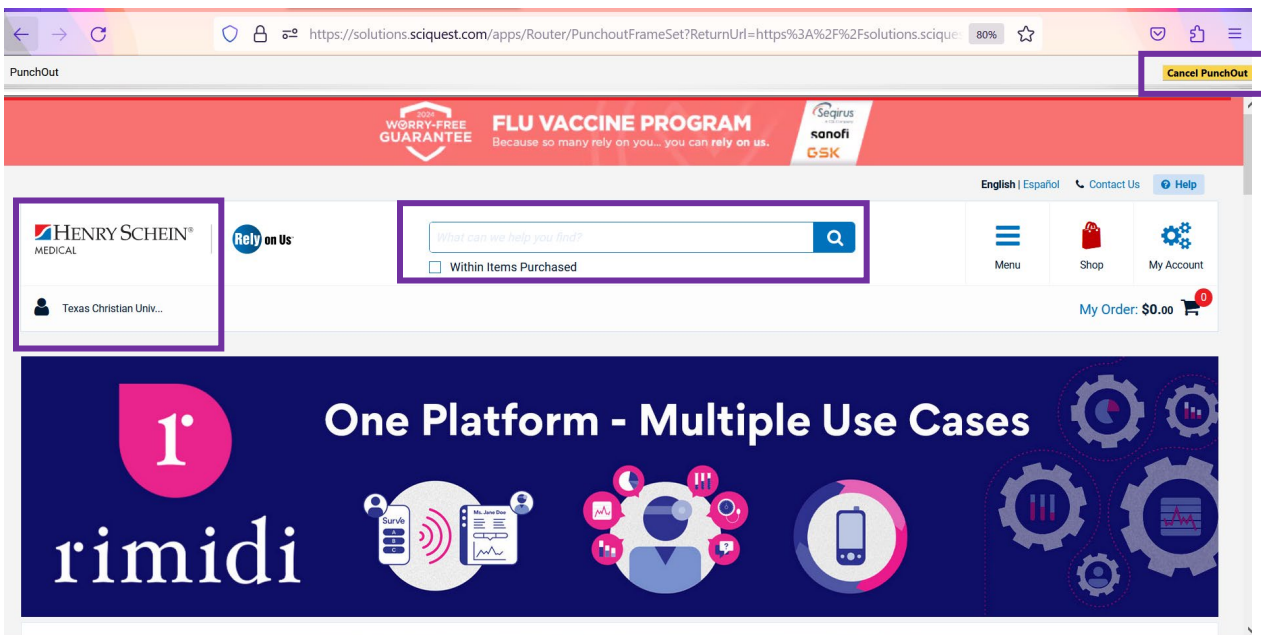 https://solutions.sciquest.com/apps/Router/PunchoutFrameSet?ReturnUrl=https%3A%2F%2Fsolutions.scique
80%
PunchOut
Cancel PunchOut
2024
WORRY-FREE
GUARANTEE
FLU VACCINE PROGRAM
Because so many rely on you... you can rely on us.
Seqirus
sanofi
GSK
English | Español
Contact Us
Help
HENRY SCHEIN®
MEDICAL
Rely on Us
What can we help you find?
Within Items Purchased
Menu
Shop
My Account
Texas Christian Univ...
My Order: $0.00
0
r
rimidi
One Platform - Multiple Use Cases
Surve
A
B
C
Ms. Jane Doe
?